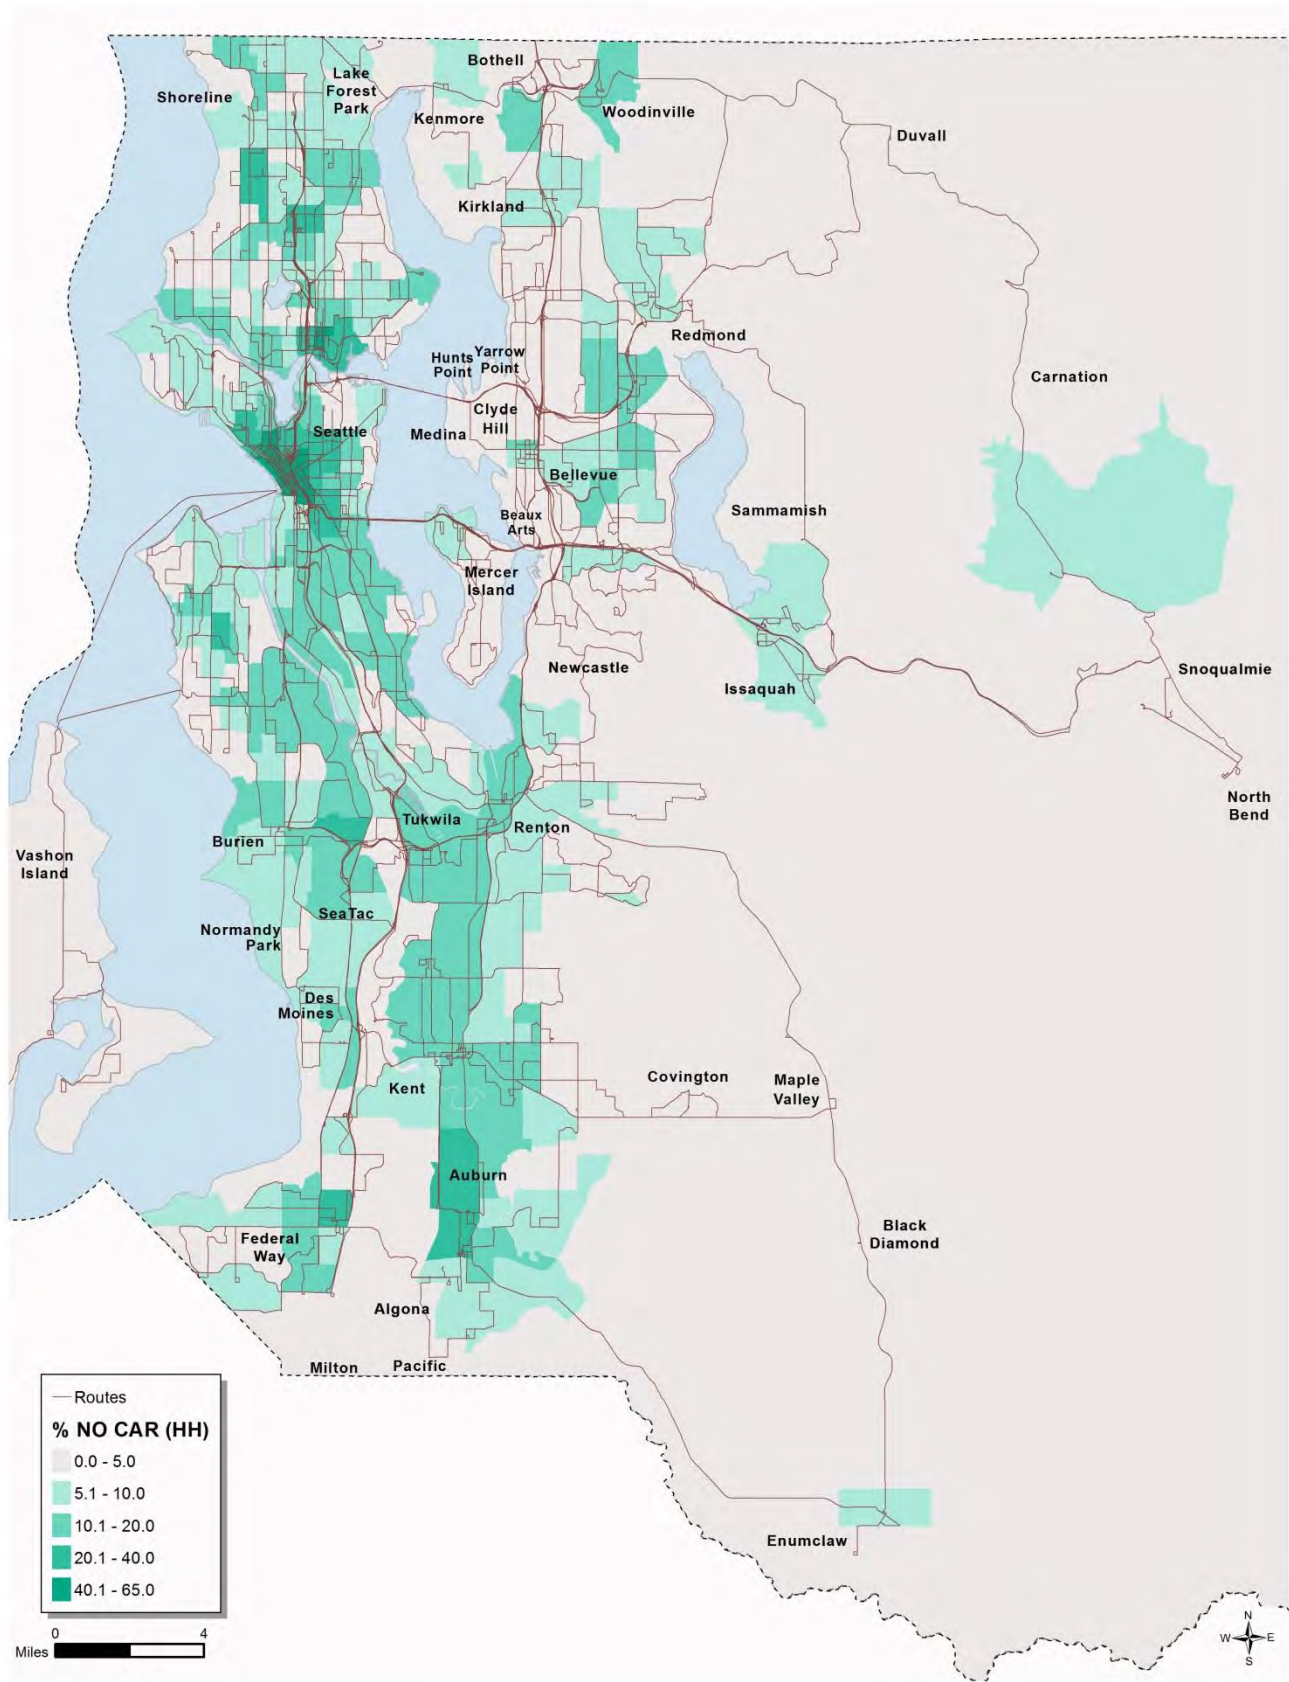 Bothell
Lake
Forest
Park
Shoreline
Kenmore
Woodinville
Duvall
Kirkland
Redmond
Hunts
Point
Yarrow
Point
Carnation
Clyde
Hill
Seattle
Medina
Bellevue
Beaux
Arts
Sammamish
Mercer
Island
Newcastle
Issaquah
Snoqualmie
North
Bend
Tukwila
Renton
Burien
Vashon
Island
SeaTac
Normandy
Park
Des
Moines
Kent
Covington
Maple
Valley
Auburn
Black
Diamond
Federal
Way
Algona
Milton
Pacific
Enumclaw
Routes
% NO CAR (HH)
0.0 - 5.0
5.1 - 10.0
10.1 - 20.0
20.1 - 40.0
40.1 - 65.0
0 4
Miles
N
W E
S